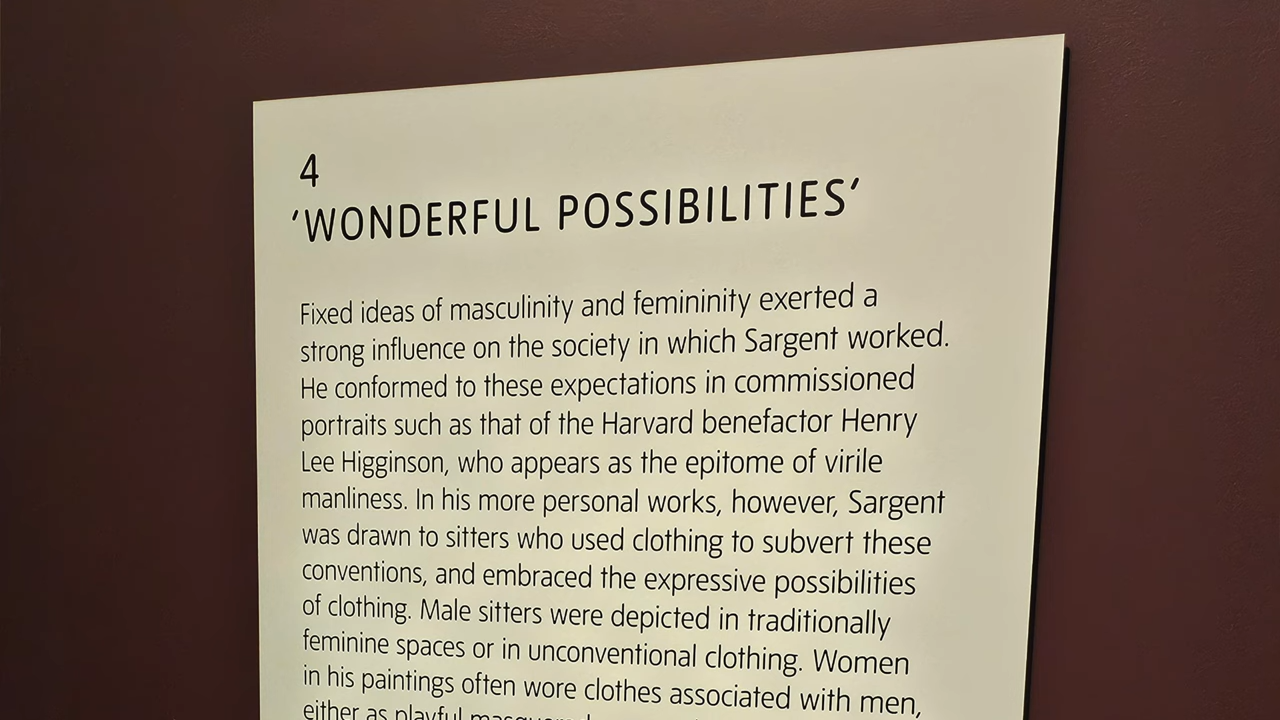 4
‘WONDERFUL POSSIBILITIES’
Fixed ideas of masculinity and femininity exerted a
strong influence on the society in which Sargent worked.
He conformed to these expectations in commissioned
portraits such as that of the Harvard benefactor Henry
Lee Higginson, who appears as the epitome of virile
manliness. In his more personal works, however, Sargent
was drawn to sitters who used clothing to subvert these
conventions, and embraced the expressive possibilities
of clothing. Male sitters were depicted in traditionally
feminine spaces or in unconventional clothing. Women
in his paintings often wore clothes associated with men,
either as playful